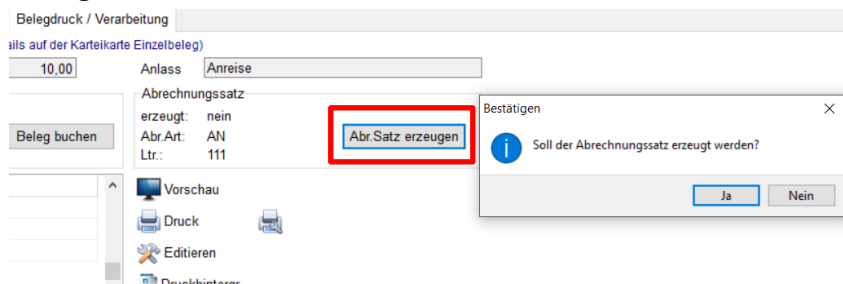 Belegdruck / Verarbeitung
ails auf der Karteikarte Einzelbeleg)
10,00 Anlass Anreise
Abrechnungssatz
erzeugt: nein
Beleg buchen Abr.Art: AN Abr.Satz erzeugen
Ltr.: 111
Bestätigen
Soll der Abrechnungssatz erzeugt werden?
Ja Nein
Vorschau
Druck
Editieren
Druckhintergr.